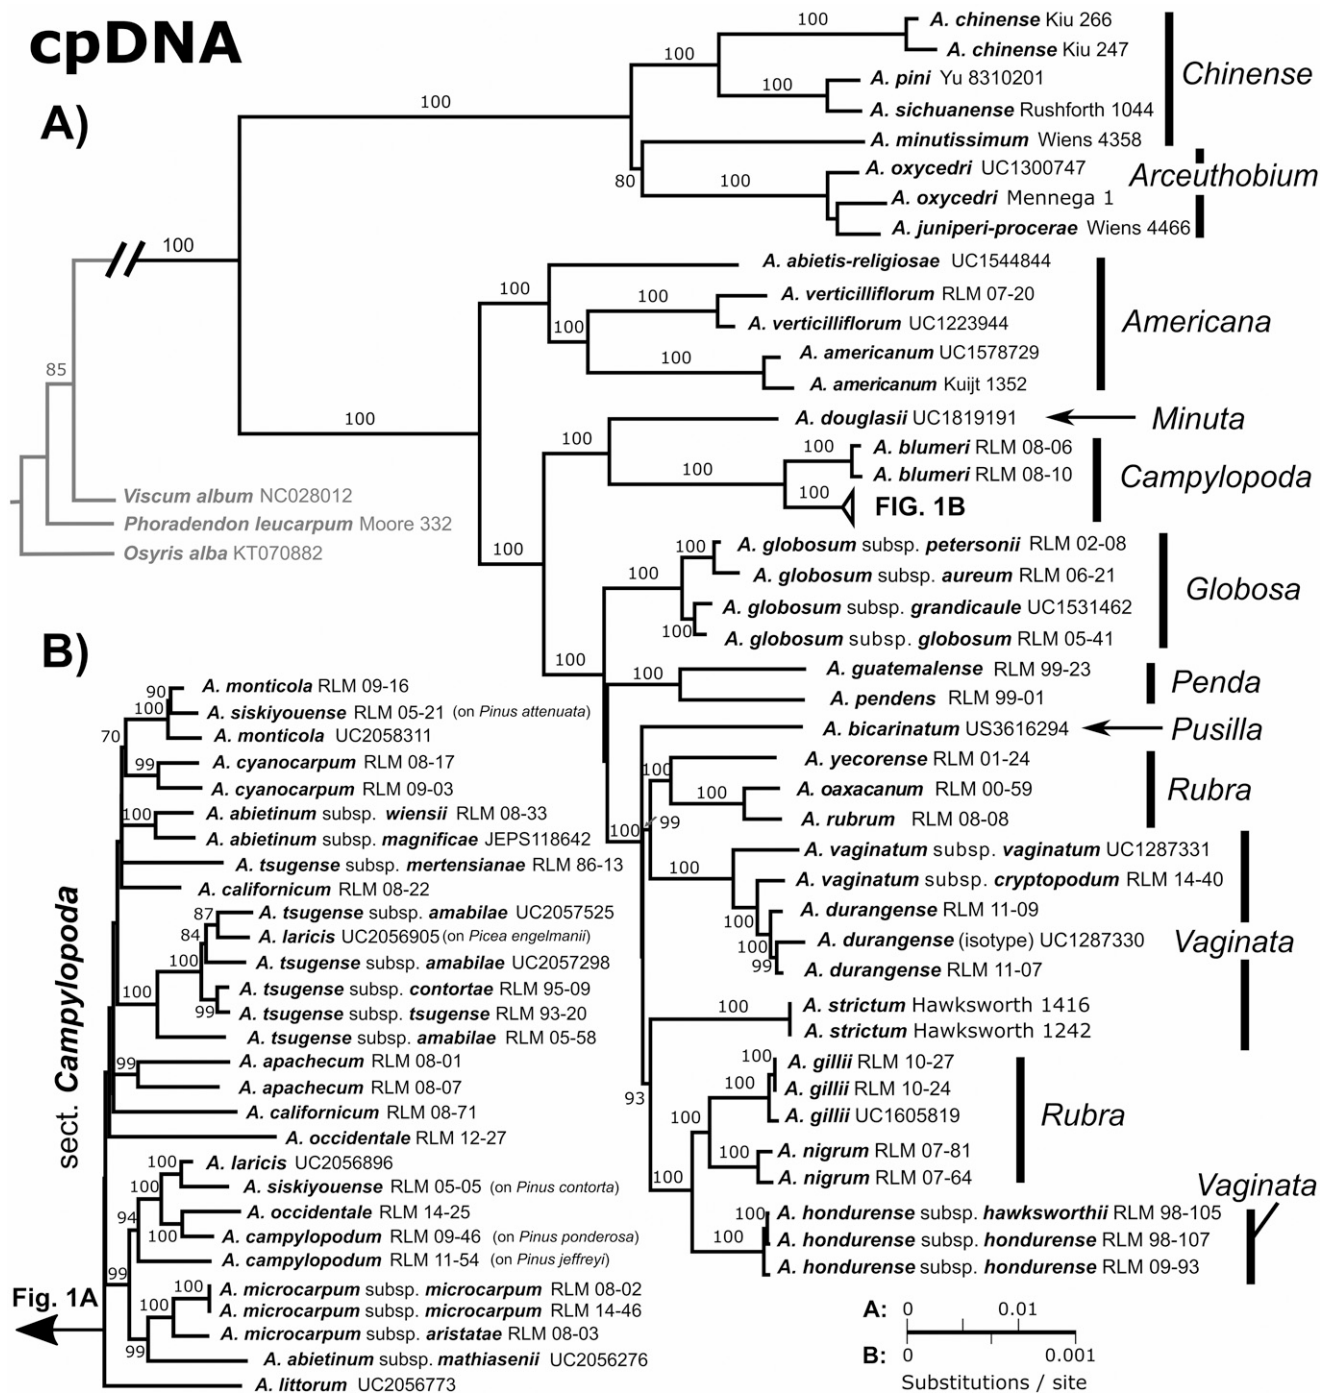 cpDNA
A)
100
A. chinense Kiu 266
A. chinense Kiu 247
100
100
A. pini Yu 8310201
A. sichuanense Rushforth 1044
Chinense
100
A. minutissimum Wiens 4358
80
100
A. oxycedri UC1300747
A. oxycedri Mennega 1
A. juniperi-procerae Wiens 4466
Arceuthobium
100
85
Viscum album NC028012
Phoradendon leucarpum Moore 332
Osyris alba KT070882
100
A. abietis-religiosae UC1544844
100
100
A. verticilliflorum RLM 07-20
A. verticilliflorum UC1223944
100
A. americanum UC1578729
A. americanum Kuijt 1352
Americana
100
100
A. douglasii UC1819191
Minuta
100
100
A. blumeri RLM 08-06
A. blumeri RLM 08-10
100
FIG. 1B
Campylopoda
100
100
100
A. globosum subsp. petersonii RLM 02-08
A. globosum subsp. aureum RLM 06-21
A. globosum subsp. grandicaule UC1531462
100
A. globosum subsp. globosum RLM 05-41
Globosa
100
A. guatemalense RLM 99-23
A. pendens RLM 99-01
Penda
A. bicarinatum US3616294
Pusilla
100
99
100
100
A. yecorense RLM 01-24
A. oaxacanum RLM 00-59
A. rubrum RLM 08-08
Rubra
100
A. vaginatum subsp. vaginatum UC1287331
A. vaginatum subsp. cryptopodum RLM 14-40
100
A. durangense RLM 11-09
100
A. durangense (isotype) UC1287330
99
A. durangense RLM 11-07
Vaginata
93
100
A. strictum Hawksworth 1416
A. strictum Hawksworth 1242
100
100
100
100
A. gillii RLM 10-27
A. gillii RLM 10-24
A. gillii UC1605819
100
A. nigrum RLM 07-81
A. nigrum RLM 07-64
Rubra
100
100
A. hondurense subsp. hawksworthii RLM 98-105
A. hondurense subsp. hondurense RLM 98-107
A. hondurense subsp. hondurense RLM 09-93
Vaginata
A: 0 0.01
B: 0 0.001
Substitutions / site
B)
sect. Campylopoda
70
90
100
A. monticola RLM 09-16
A. siskiyouense RLM 05-21 (on Pinus attenuata)
A. monticola UC2058311
99
A. cyanocarpum RLM 08-17
A. cyanocarpum RLM 09-03
100
A. abietinum subsp. wiensii RLM 08-33
A. abietinum subsp. magnificae JEPS118642
A. tsugense subsp. mertensianae RLM 86-13
A. californicum RLM 08-22
87
84
100
100
99
A. tsugense subsp. amabilae UC2057525
A. laricis UC2056905 (on Picea engelmanii)
A. tsugense subsp. amabilae UC2057298
A. tsugense subsp. contortae RLM 95-09
A. tsugense subsp. tsugense RLM 93-20
A. tsugense subsp. amabilae RLM 05-58
99
A. apachecum RLM 08-01
A. apachecum RLM 08-07
A. californicum RLM 08-71
A. occidentale RLM 12-27
99
94
100
100
100
A. laricis UC2056896
A. siskiyouense RLM 05-05 (on Pinus contorta)
A. occidentale RLM 14-25
A. campylopodum RLM 09-46 (on Pinus ponderosa)
A. campylopodum RLM 11-54 (on Pinus jeffreyi)
100
100
99
A. microcarpum subsp. microcarpum RLM 08-02
A. microcarpum subsp. microcarpum RLM 14-46
A. microcarpum subsp. aristatae RLM 08-03
A. abietinum subsp. mathiasenii UC2056276
A. littorum UC2056773
Fig. 1A